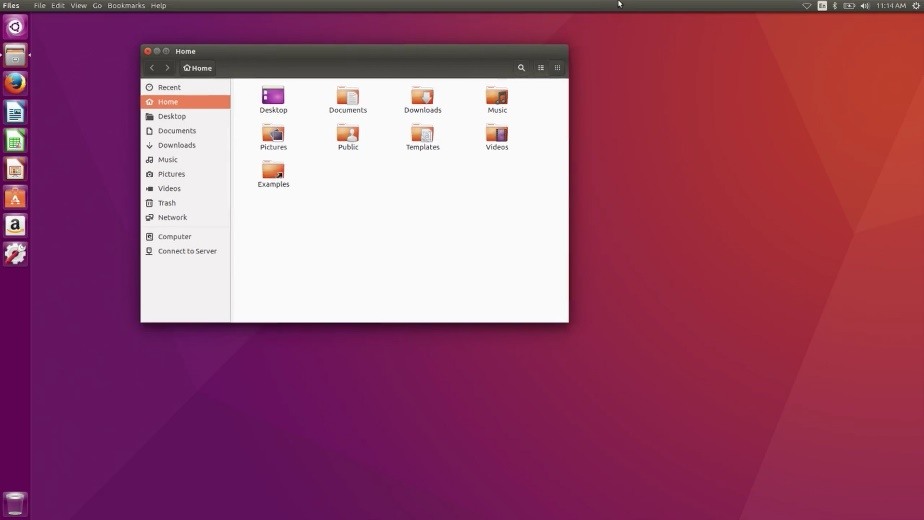 Files File Edit View Go Bookmarks Help En 11:14 AM
Home
Home
Recent
Home
Desktop
Documents
Downloads
Music
Pictures
Videos
Trash
Network
Computer
Connect to Server
Desktop Documents Downloads Music
Pictures Public Templates Videos
Examples
a